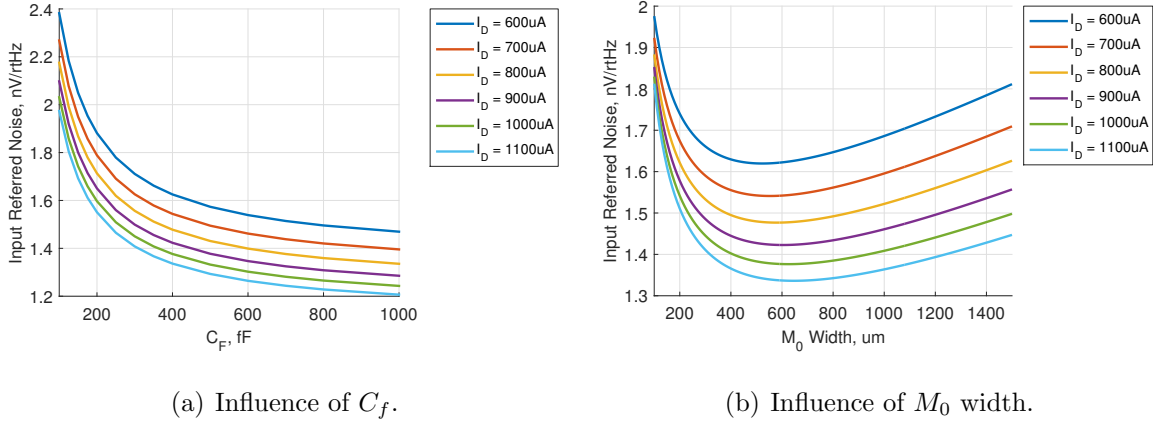 2.4
2.2
2
1.8
1.6
1.4
1.2
Input Referred Noise, nV/rtHz
200 400 600 800 1000
C_F, fF
I_D = 600uA
I_D = 700uA
I_D = 800uA
I_D = 900uA
I_D = 1000uA
I_D = 1100uA
(a) Influence of C_f.
2
1.9
1.8
1.7
1.6
1.5
1.4
1.3
Input Referred Noise, nV/rtHz
200 400 600 800 1000 1200 1400
M_0 Width, um
I_D = 600uA
I_D = 700uA
I_D = 800uA
I_D = 900uA
I_D = 1000uA
I_D = 1100uA
(b) Influence of M_0 width.